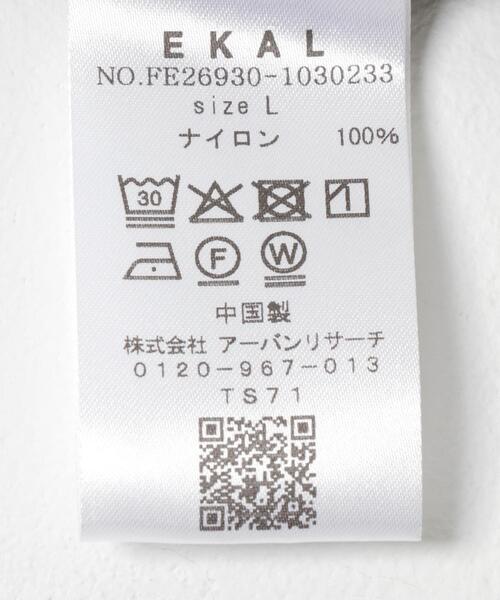 EKAL
NO.FE26930-1030233
size L
ナイロン 100%
30
F W
中国製
株式会社 アーバンリサーチ
0120-967-013
TS71